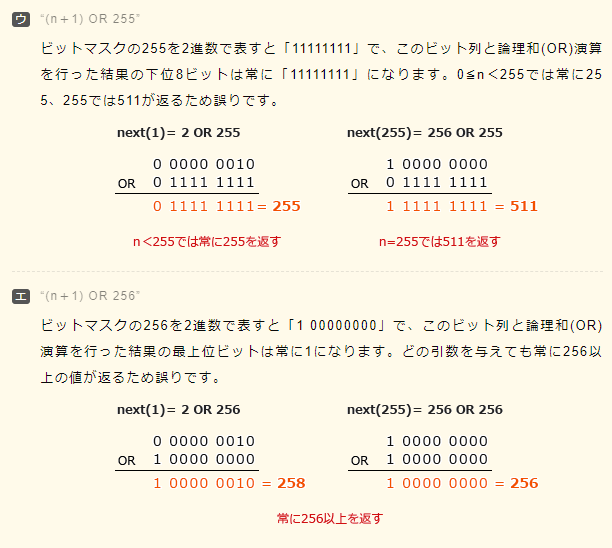 ウ “(n + 1) OR 255”
ビットマスクの255を2進数で表すと「11111111」で、このビット列と論理和(OR)演算
を行った結果の下位8ビットは常に「11111111」になります。0≦n＜255では常に25
5、255では511が返るため誤りです。
next(1)= 2 OR 255
0 0000 0010
OR 0 1111 1111
0 1111 1111= 255
n＜255では常に255を返す
next(255)= 256 OR 255
1 0000 0000
OR 0 1111 1111
1 1111 1111 = 511
n=255では511を返す
エ “(n + 1) OR 256”
ビットマスクの256を2進数で表すと「1 00000000」で、このビット列と論理和(OR)
演算を行った結果の最上位ビットは常に1になります。どの引数を与えても常に256以
上の値が返るため誤りです。
next(1)= 2 OR 256
0 0000 0010
OR 1 0000 0000
1 0000 0010 = 258
next(255)= 256 OR 256
1 0000 0000
OR 1 0000 0000
1 0000 0000 = 256
常に256以上を返す